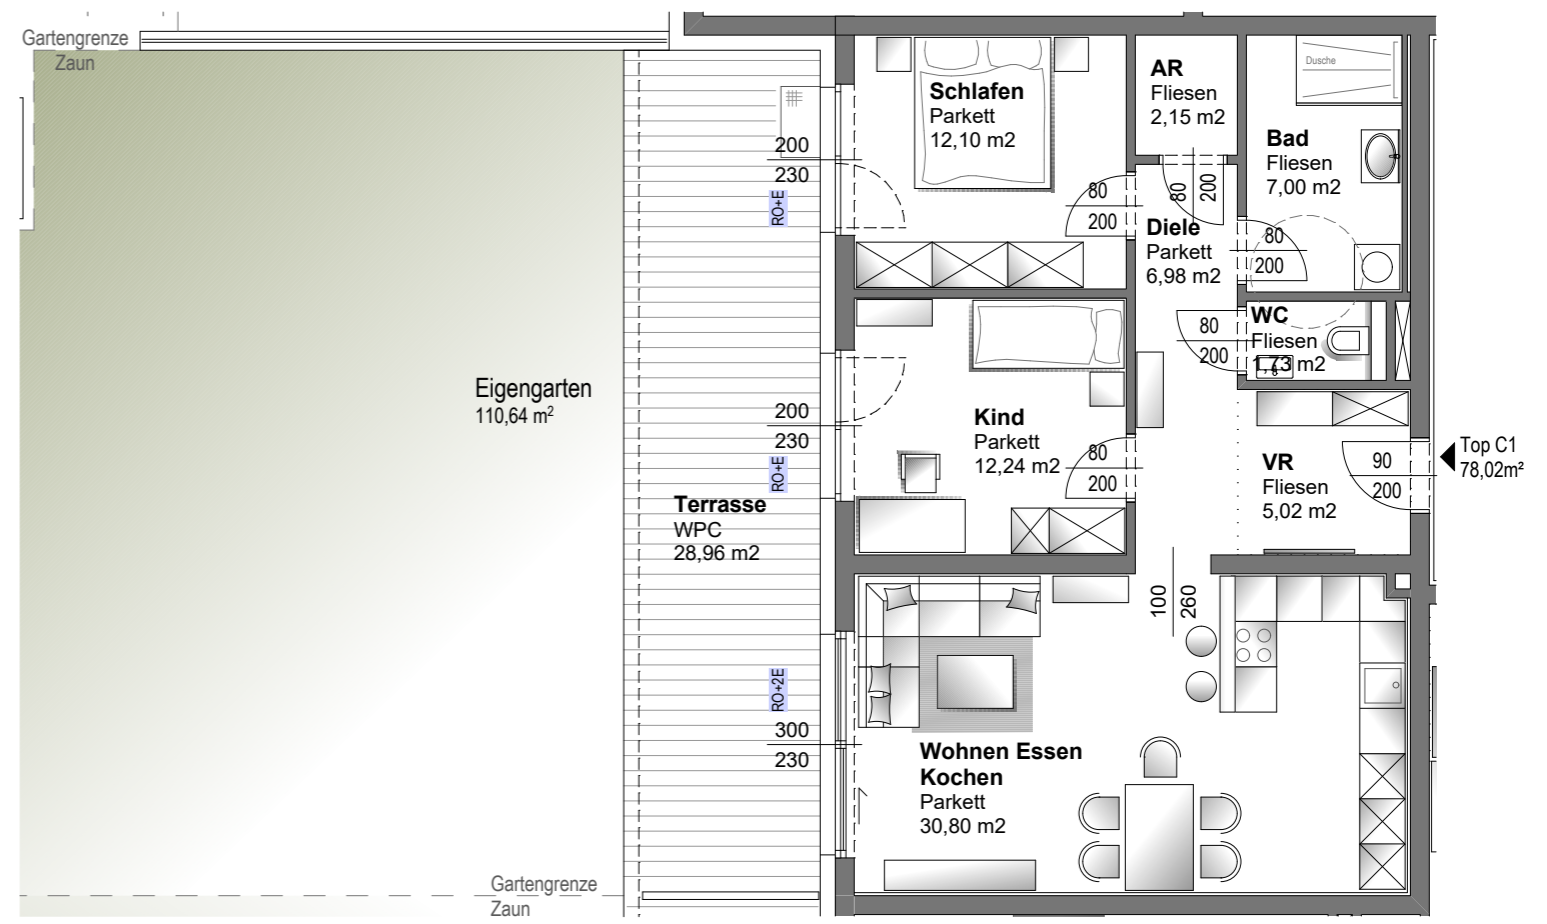 Gartengrenze
Zaun
Schlafen
Parkett
12,10 m2
AR
Fliesen
2,15 m2
Dusche
Bad
Fliesen
7,00 m2
200
230
RO+E
80
200
80
200
Diele
Parkett
6,98 m2
80
200
WC
Fliesen
1,73 m2
80
200
Eigengarten
110,64 m²
200
230
RO+E
Kind
Parkett
12,24 m2
80
200
VR
Fliesen
5,02 m2
90
200
Top C1
78,02m²
Terrasse
WPC
28,96 m2
100
260
RO+2E
300
230
Wohnen Essen
Kochen
Parkett
30,80 m2
Gartengrenze
Zaun